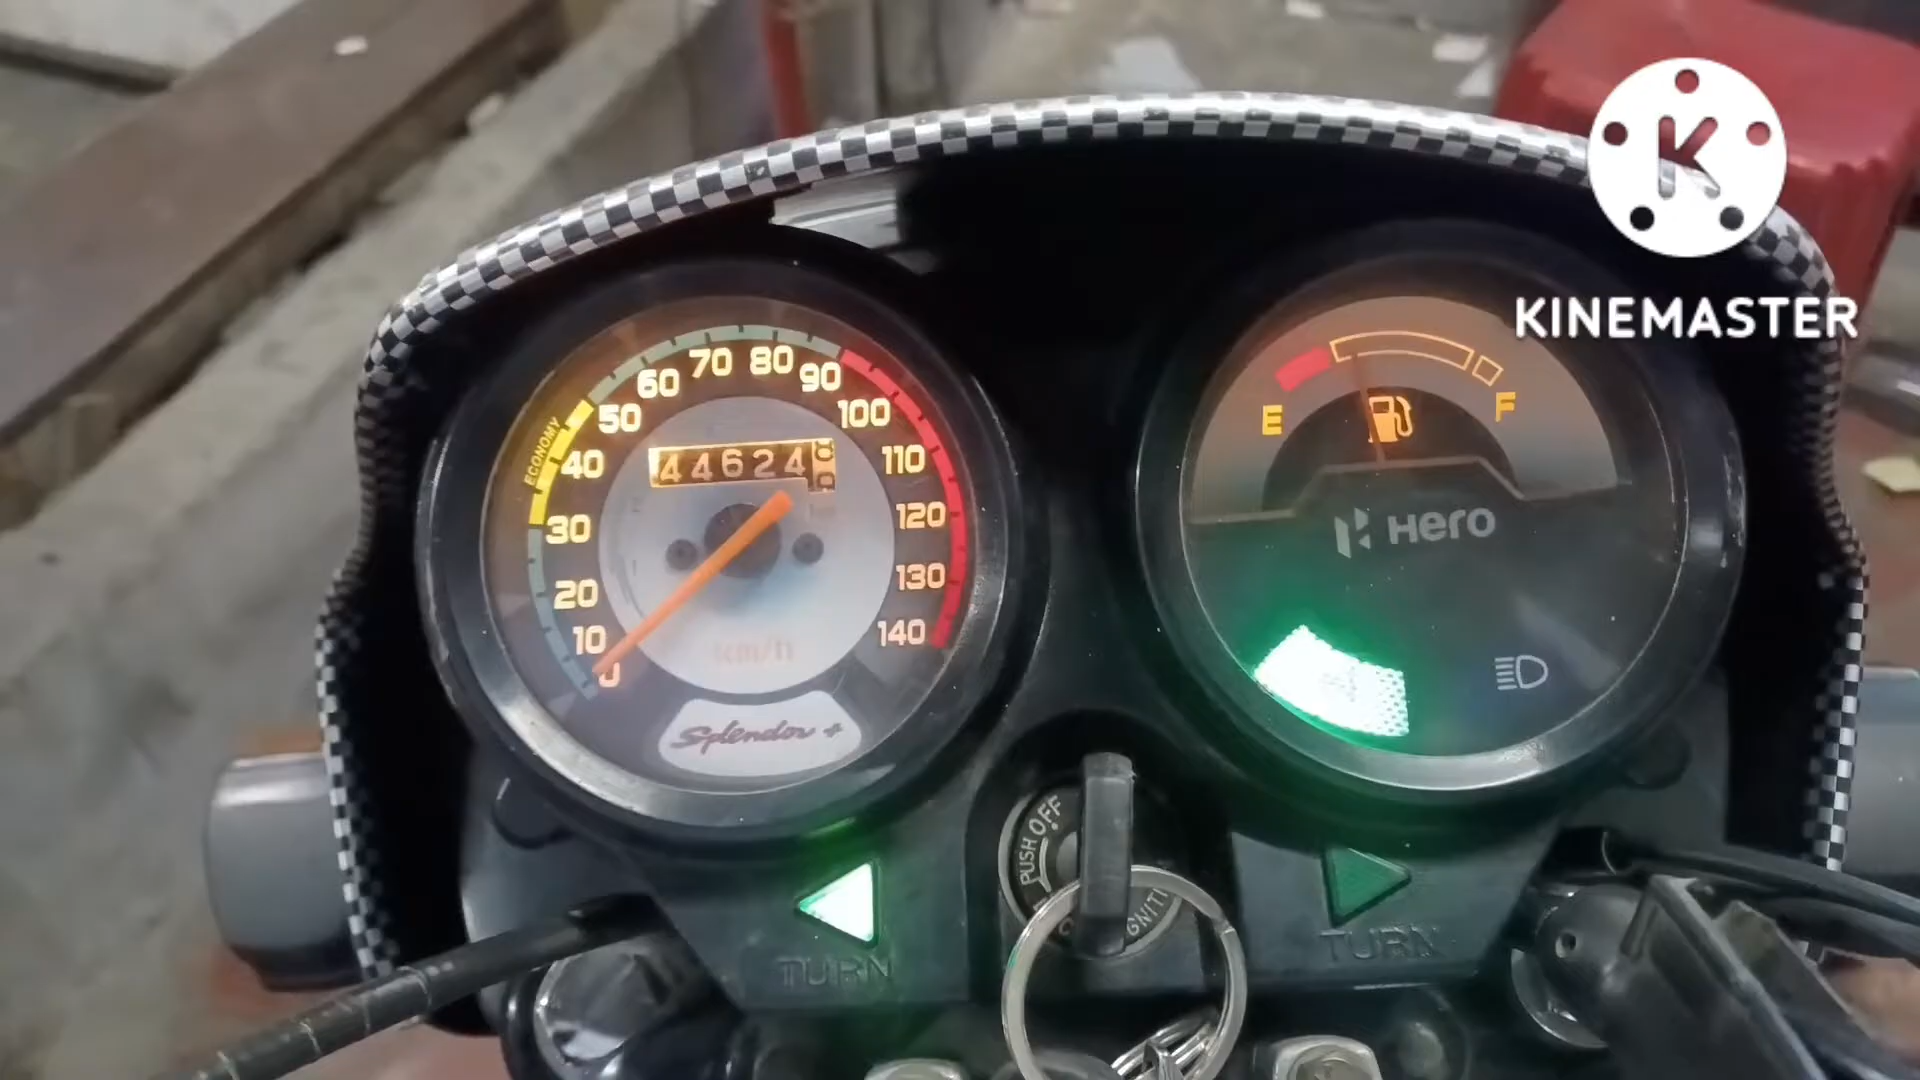 KINEMASTER
ECONOMY
0
10
20
30
40
50
60
70
80
90
100
110
120
130
140
44624
km/h
Splendor +
E
F
Hero
PUSH OFF
TURN
TURN